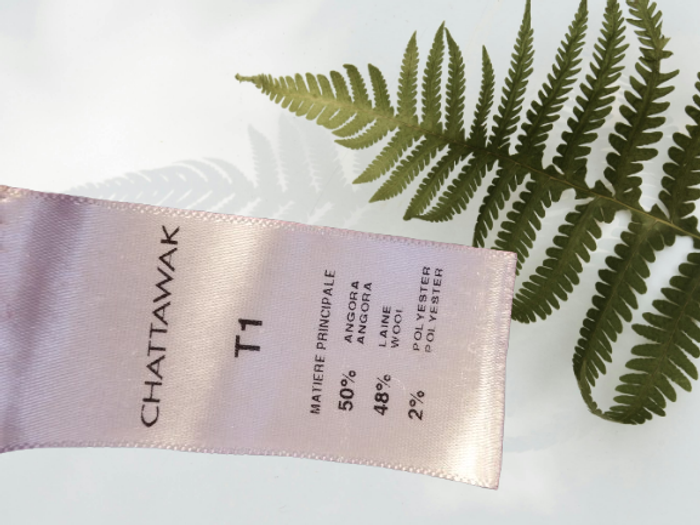 CHATTAWAK
T1
MATIERE PRINCIPALE
50% ANGORA
ANGORA
48% LAINE
WOOL
2% POLYESTER
POLYESTER